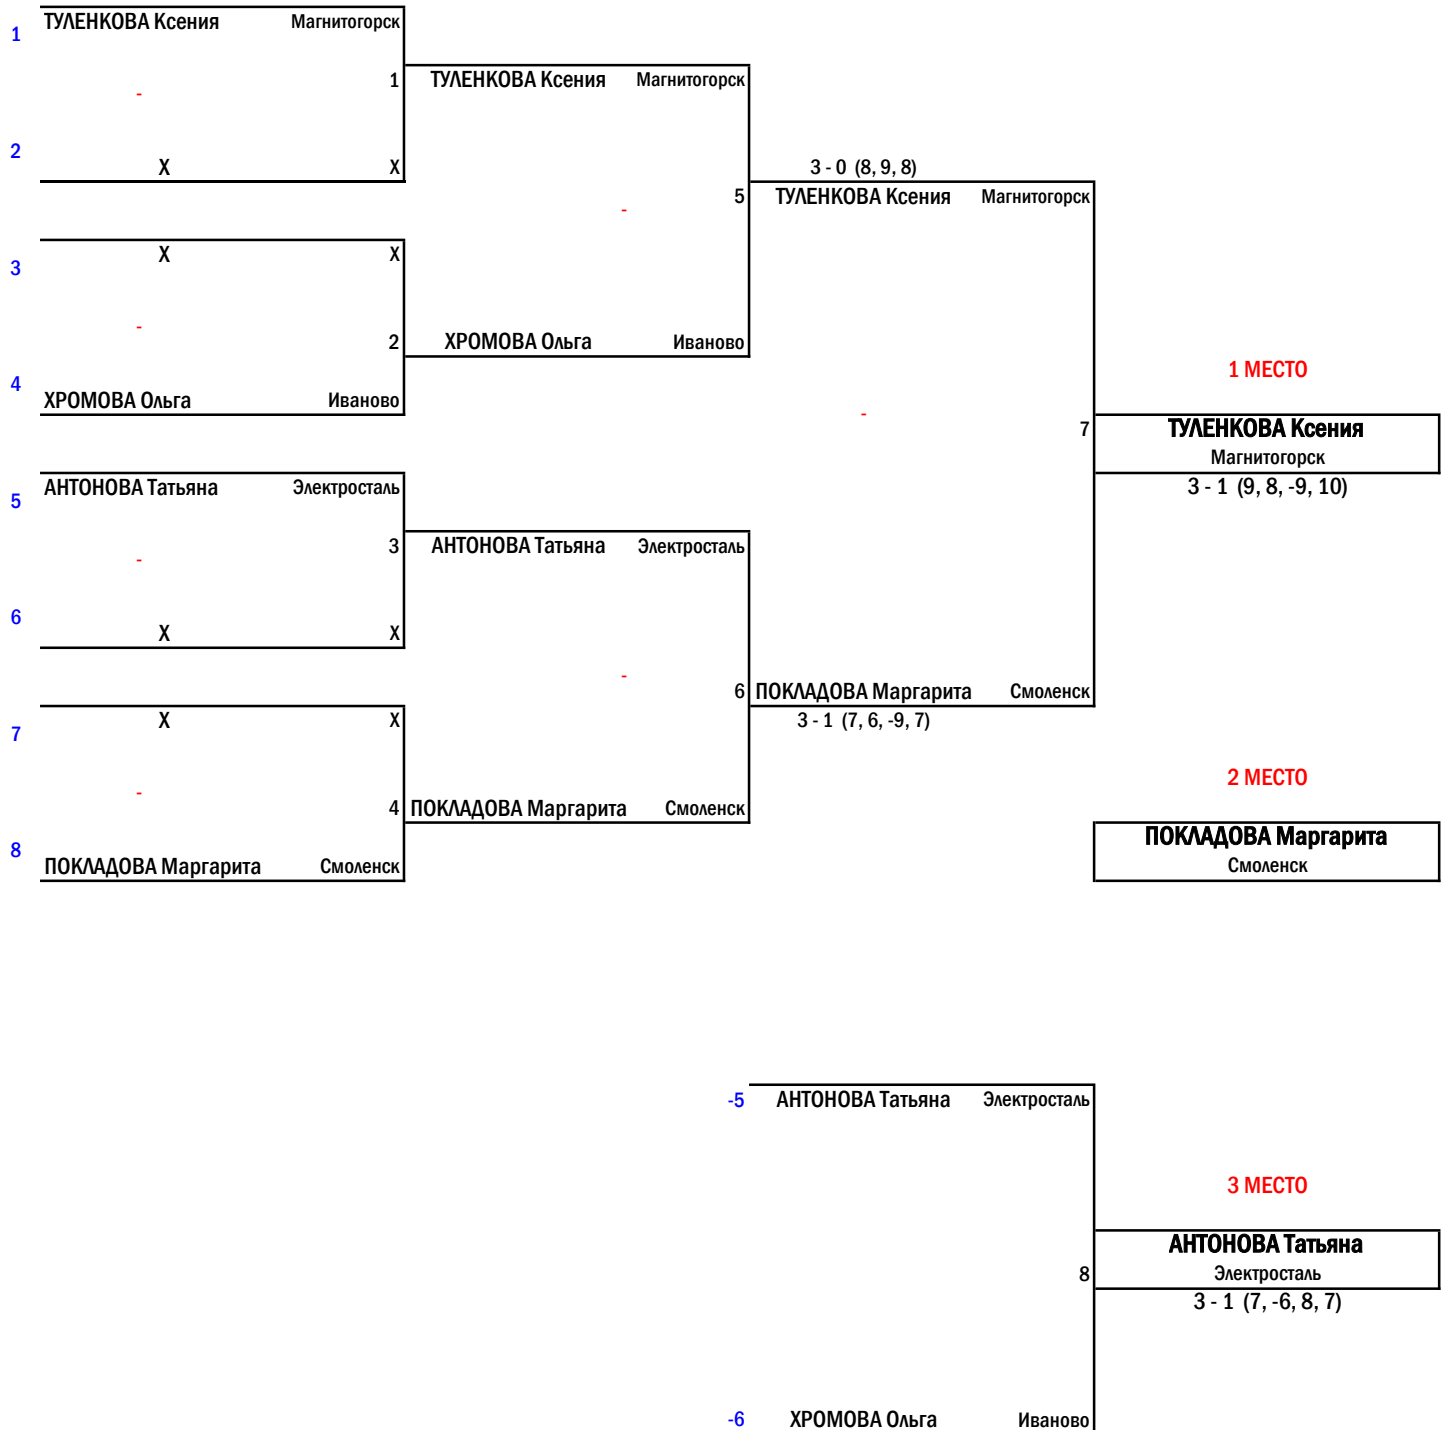 ТУЛЕНКОВА Ксения Магнитогорск
1
1 ТУЛЕНКОВА Ксения Магнитогорск
-
2
X X 3 - 0 (8, 9, 8)
5 ТУЛЕНКОВА Ксения Магнитогорск
-
X X
3
-
2 ХРОМОВА Ольга Иваново
1 МЕСТО
4
ХРОМОВА Ольга Иваново
-
7 ТУЛЕНКОВА Ксения
Магнитогорск
АНТОНОВА Татьяна Электросталь 3 - 1 (9, 8, -9, 10)
5
3 АНТОНОВА Татьяна Электросталь
-
6
X X
-
6 ПОКЛАДОВА Маргарита Смоленск
X X 3 - 1 (7, 6, -9, 7)
7
2 МЕСТО
-
4 ПОКЛАДОВА Маргарита Смоленск
ПОКЛАДОВА Маргарита
8
ПОКЛАДОВА Маргарита Смоленск Смоленск
-5 АНТОНОВА Татьяна Электросталь
3 МЕСТО
АНТОНОВА Татьяна
8 Электросталь
3 - 1 (7, -6, 8, 7)
-6 ХРОМОВА Ольга Иваново